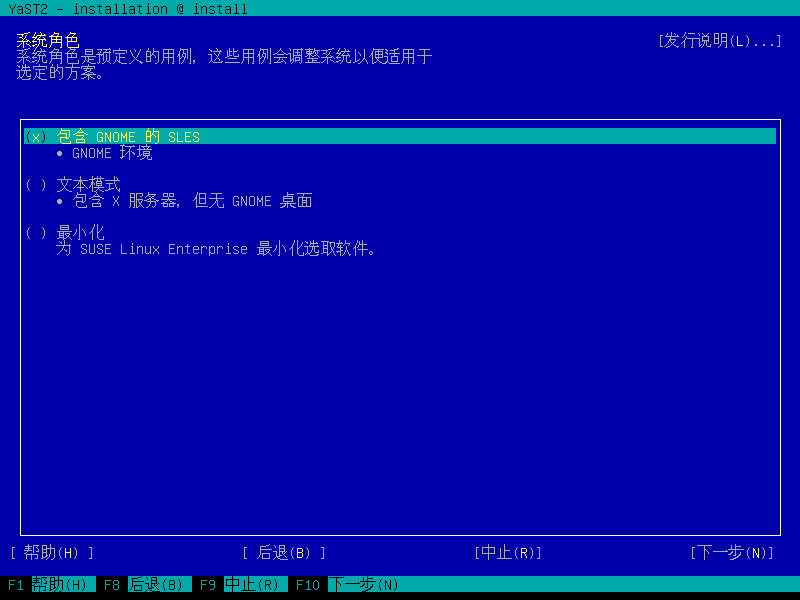 YaST2 - installation @ install
系统角色 [发行说明(L)...]
系统角色是预定义的用例, 这些用例会调整系统以便适用于
选定的方案。
(x) 包含 GNOME 的 SLES
• GNOME 环境
( ) 文本模式
• 包含 X 服务器, 但无 GNOME 桌面
( ) 最小化
为 SUSE Linux Enterprise 最小化选取软件。
[ 帮助(H) ] [ 后退(B) ] [中止(R)] [下一步(N)]
F1 帮助(H) F8 后退(B) F9 中止(R) F10 下一步(N)